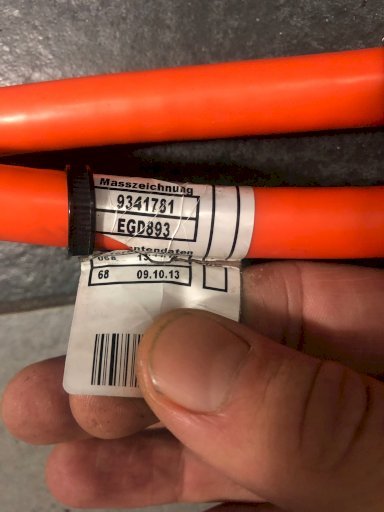 Masszeichnung
9341781
EGD893
68 09.10.13